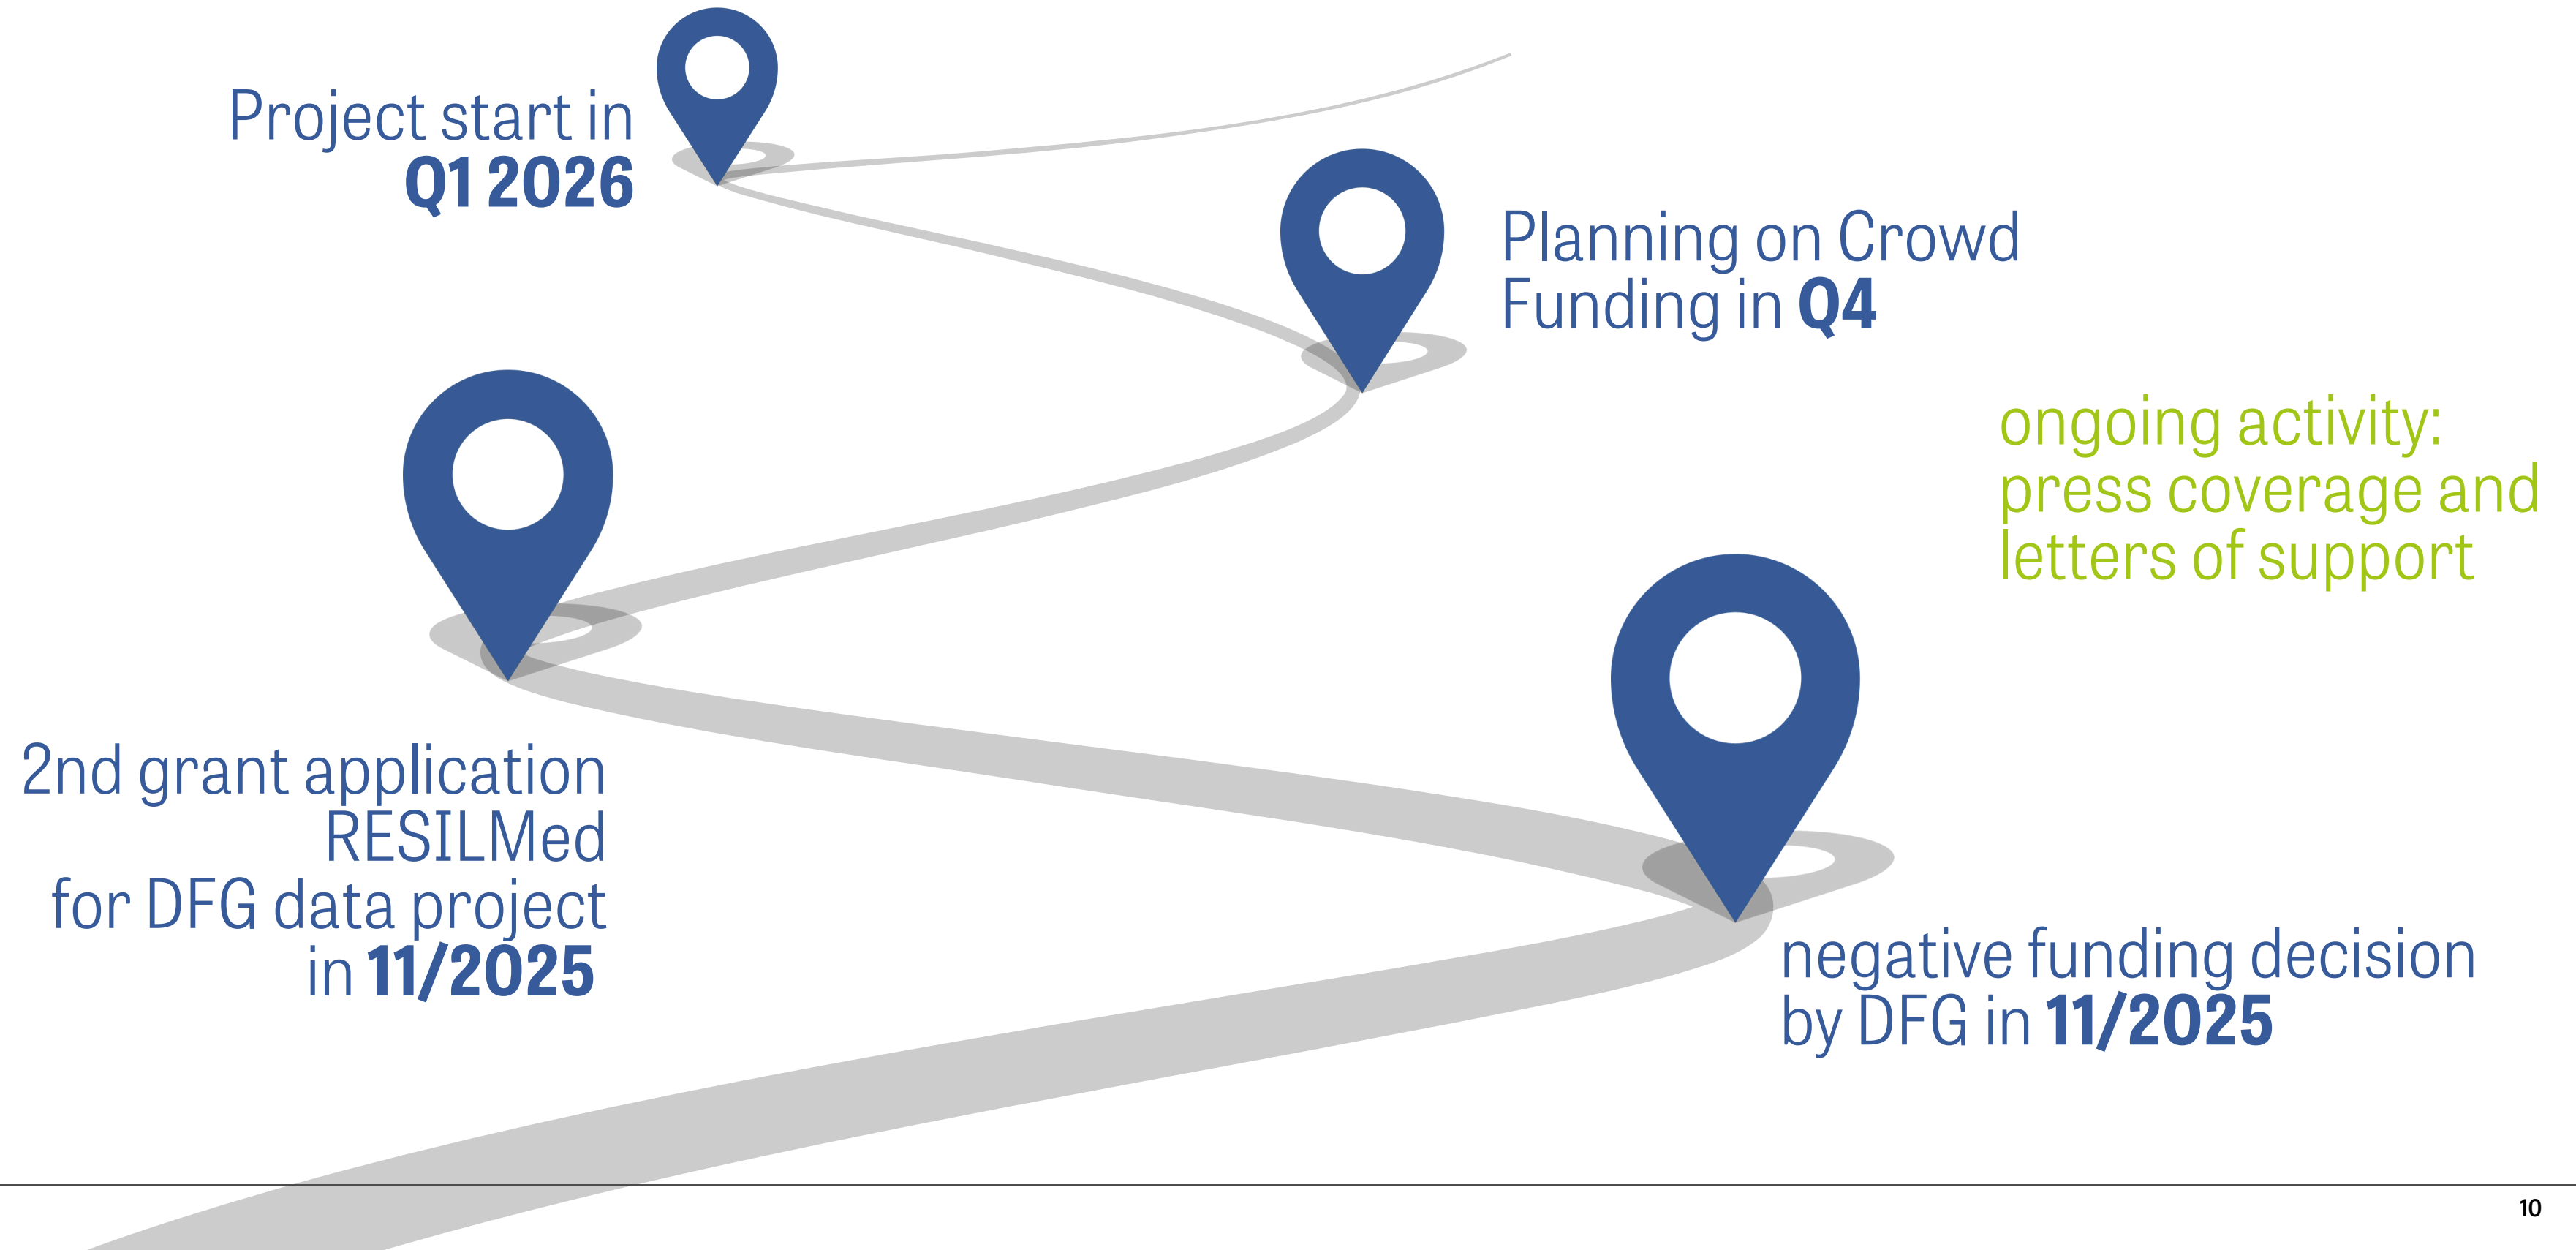 Project start in
Q1 2026
Planning on Crowd
Funding in Q4
ongoing activity:
press coverage and
letters of support
2nd grant application
RESILMed
for DFG data project
in 11/2025
negative funding decision
by DFG in 11/2025
10